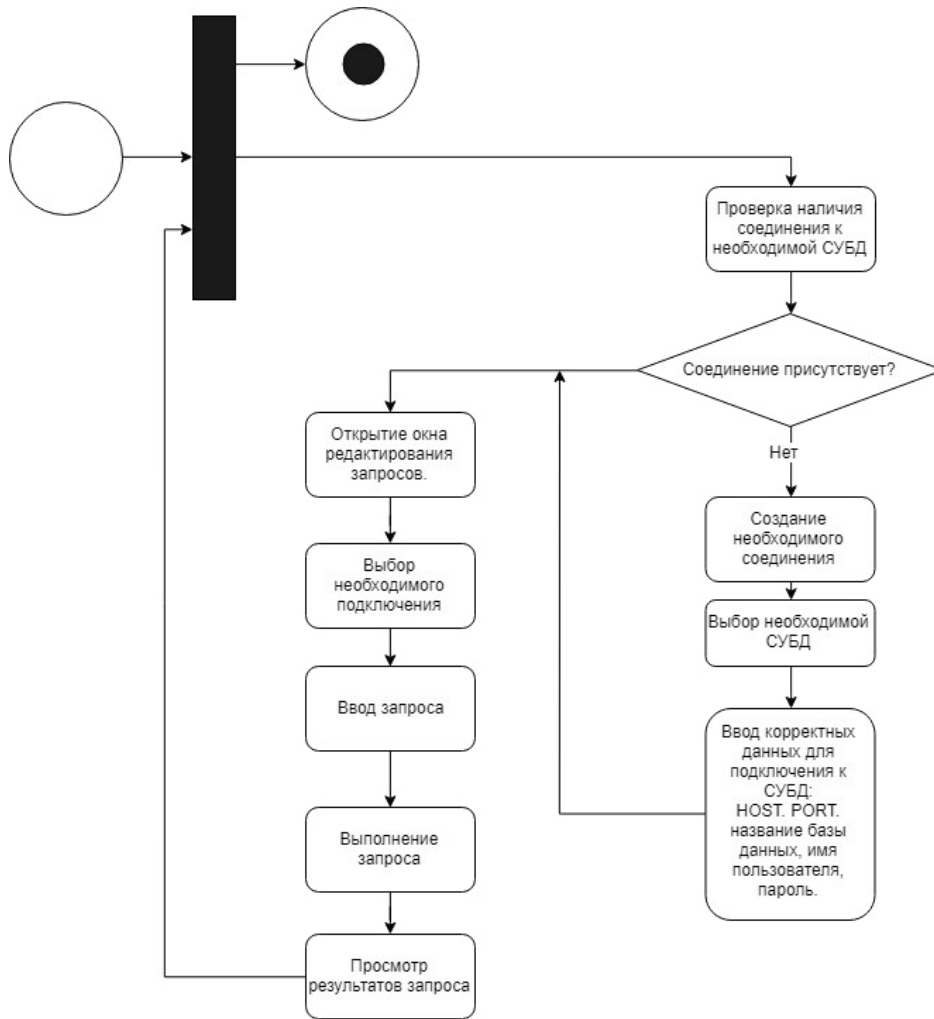 Проверка наличия
соединения к
необходимой СУБД
Соединение присутствует?
Нет
Открытие окна
редактирования
запросов.
Выбор
необходимого
подключения
Ввод запроса
Выполнение
запроса
Просмотр
результатов запроса
Создание
необходимого
соединения
Выбор необходимой
СУБД
Ввод корректных
данных для
подключения к
СУБД:
HOST. PORT.
название базы
данных, имя
пользователя,
пароль.